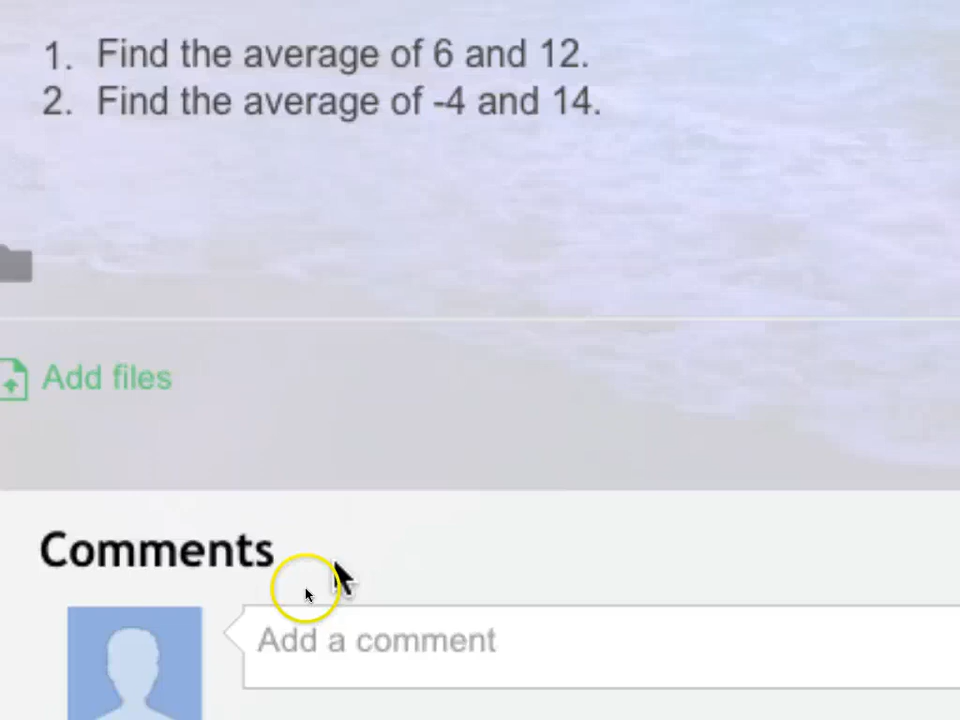 1. Find the average of 6 and 12.
2. Find the average of -4 and 14.
Add files
Comments
Add a comment